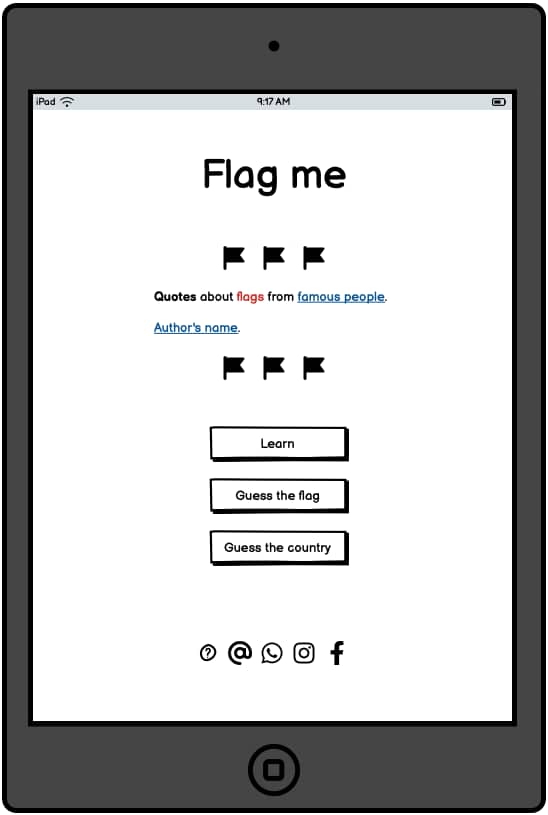 iPad 9:17 AM
Flag me
Quotes about flags from famous people.
Author's name.
Learn
Guess the flag
Guess the country